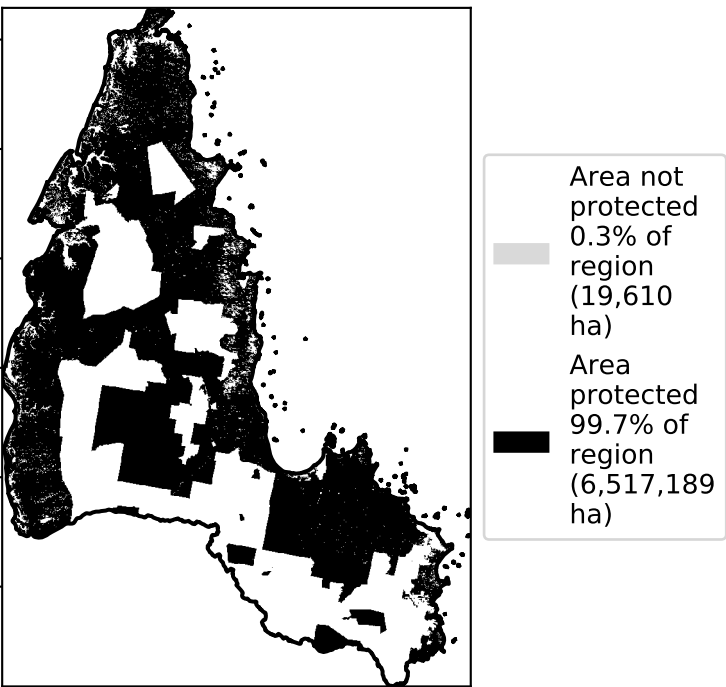 Area not
protected
0.3% of
region
(19,610
ha)
Area
protected
99.7% of
region
(6,517,189
ha)